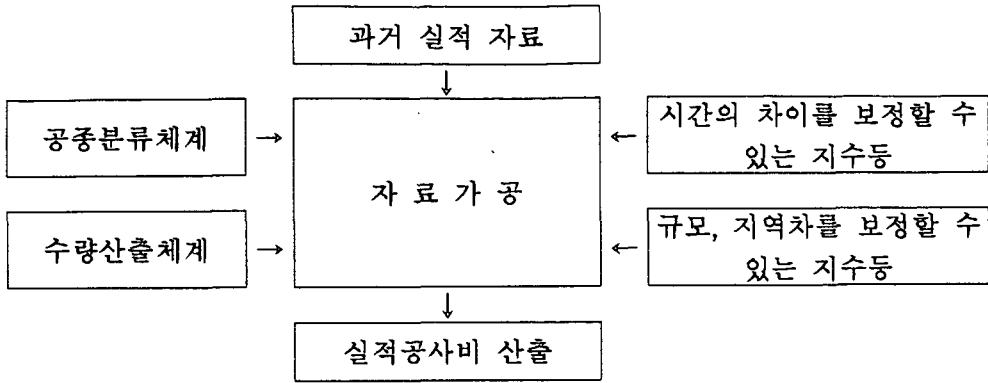 과거 실적 자료
공종분류체계
자 료 가 공
시간의 차이를 보정할 수
있는 지수등
수량산출체계
규모, 지역차를 보정할 수
있는 지수등
실적공사비 산출